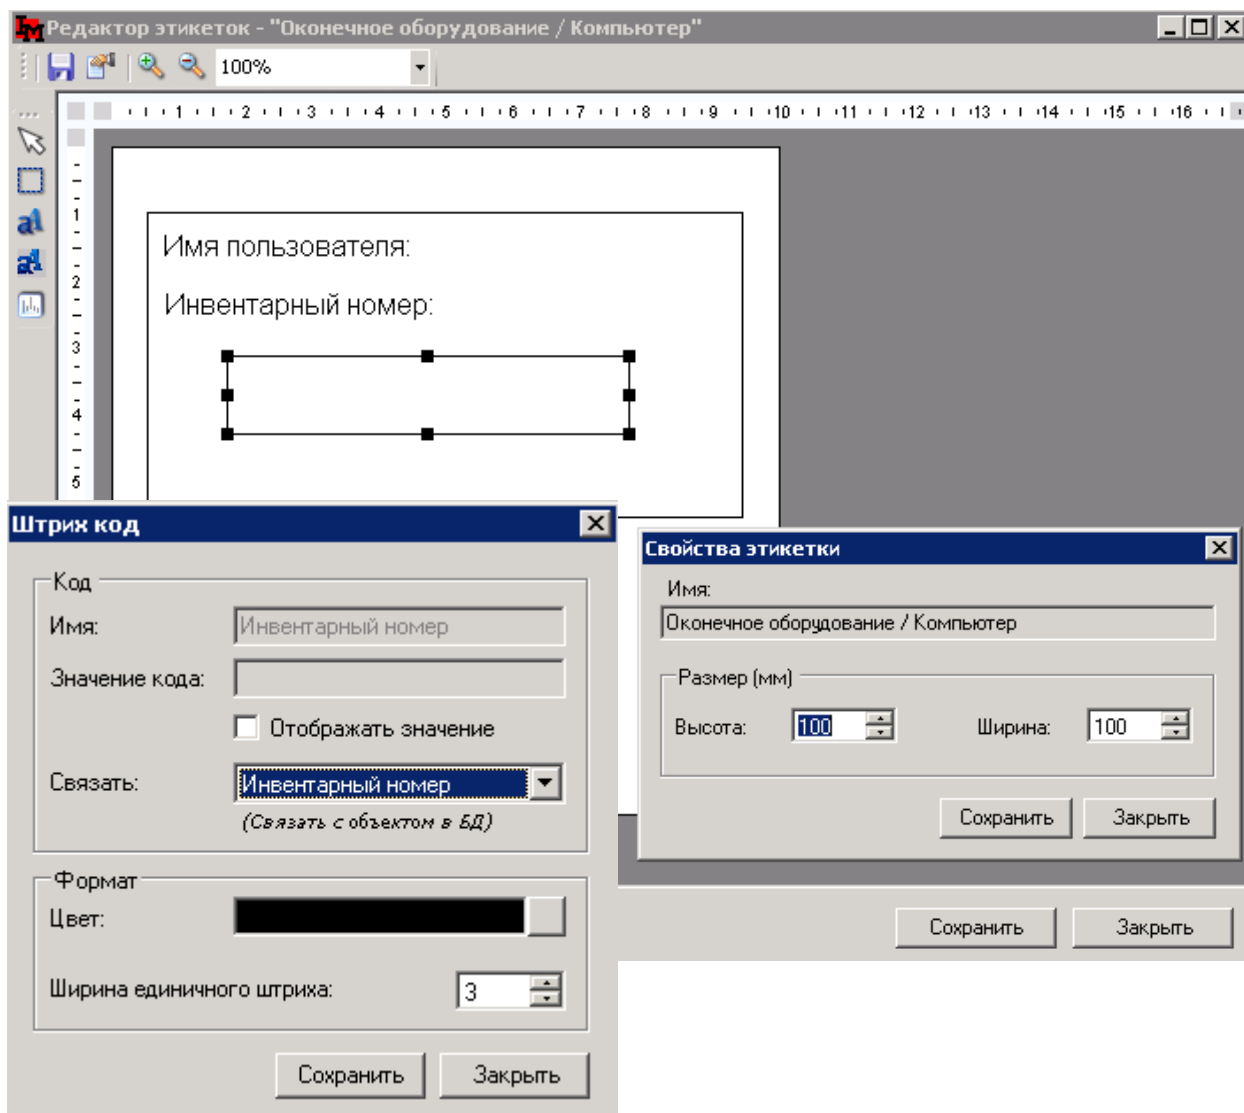 Редактор этикеток - "Оконечное оборудование / Компьютер"
100%
1 2 3 4 5 6 7 8 9 10 11 12 13 14 15 16
1
2
3
4
5
Имя пользователя:
Инвентарный номер:
Штрих код
Код
Имя: Инвентарный номер
Значение кода:
Отображать значение
Связать: Инвентарный номер
(Связать с объектом в БД)
Формат
Цвет:
Ширина единичного штриха: 3
Сохранить Закрыть
Свойства этикетки
Имя:
Оконечное оборудование / Компьютер
Размер (мм)
Высота: 100 Ширина: 100
Сохранить Закрыть
Сохранить Закрыть